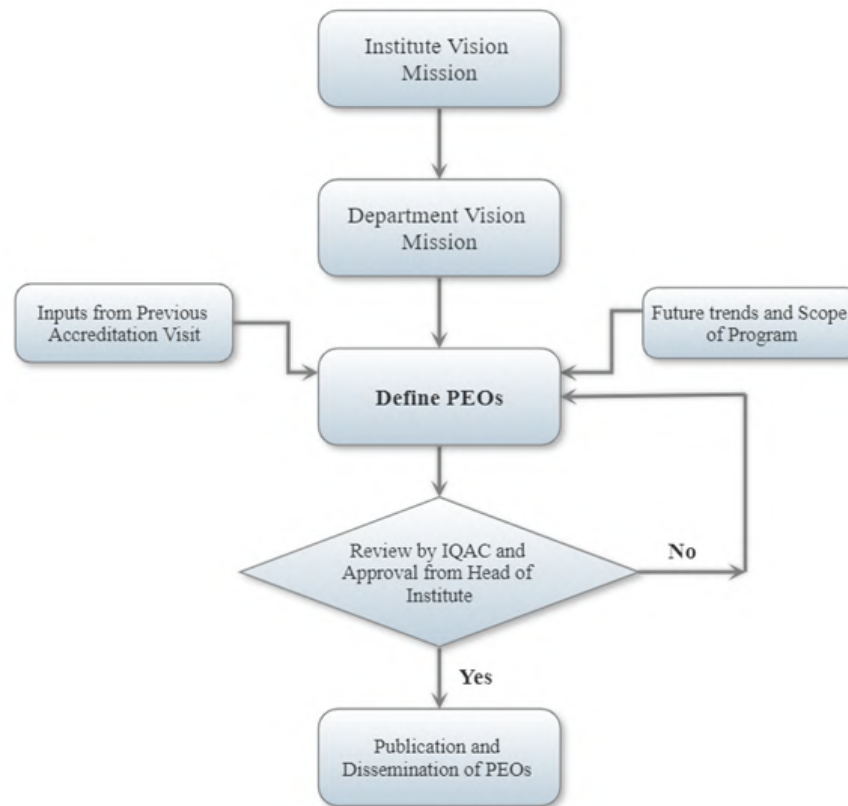 Institute Vision
Mission
Department Vision
Mission
Inputs from Previous
Accreditation Visit
Future trends and Scope
of Program
Define PEOs
Review by IQAC and
Approval from Head of
Institute
No
Yes
Publication and
Dissemination of PEOs